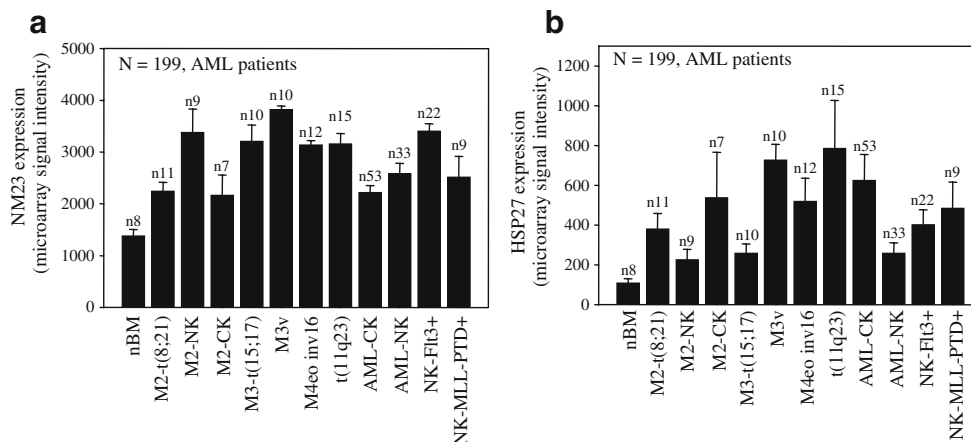 a
N = 199, AML patients
NM23 expression
(microarray signal intensity)
5000
4000
3000
2000
1000
0
n8
n11
n9
n7
n10
n10
n12
n15
n53
n33
n22
n9
nBM
M2-t(8;21)
M2-NK
M2-CK
M3-t(15;17)
M3v
M4eo inv16
t(11q23)
AML-CK
AML-NK
NK-Flt3+
NK-MLL-PTD+
b
N = 199, AML patients
HSP27 expression
(microarray signal intensity)
1200
1000
800
600
400
200
0
n8
n11
n9
n7
n10
n10
n12
n15
n53
n33
n22
n9
nBM
M2-t(8;21)
M2-NK
M2-CK
M3-t(15;17)
M3v
M4eo inv16
t(11q23)
AML-CK
AML-NK
NK-Flt3+
NK-MLL-PTD+